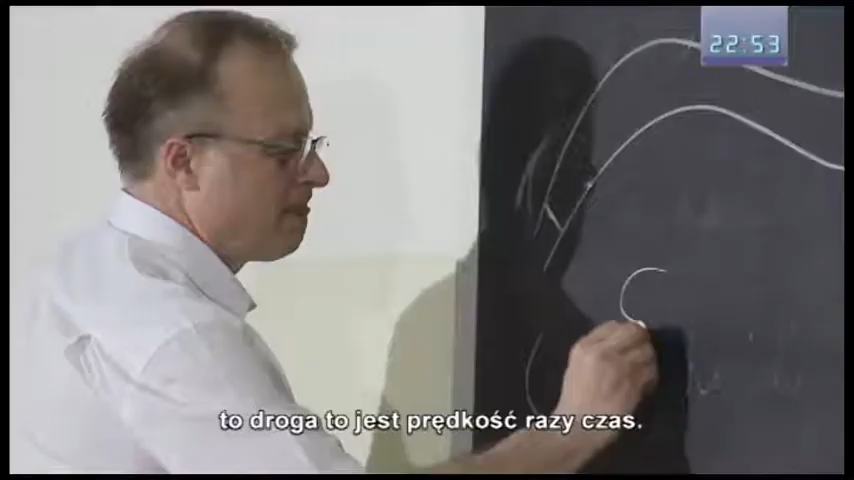 22:53
to droga to jest prędkość razy czas.